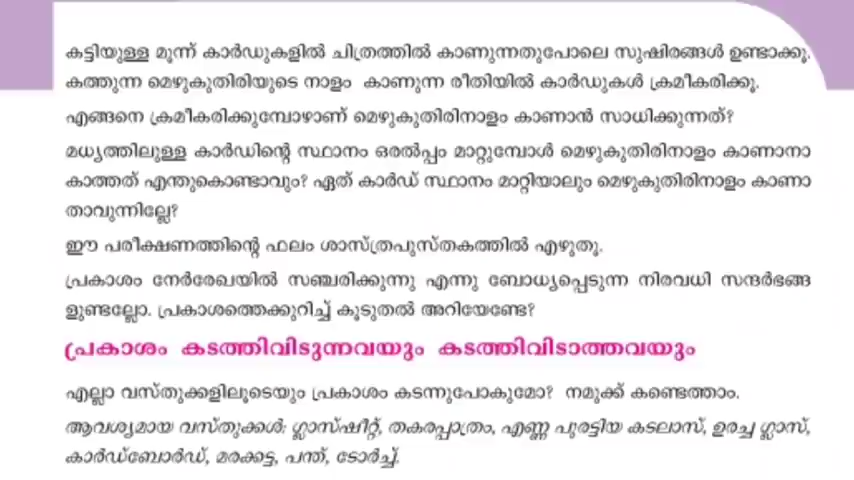 കട്ടിയുള്ള മൂന്ന് കാർഡുകളിൽ ചിത്രത്തിൽ കാണുന്നതുപോലെ സുഷിരങ്ങൾ ഉണ്ടാക്കൂ.
കത്തുന്ന മെഴുകുതിരിയുടെ നാളം കാണുന്ന രീതിയിൽ കാർഡുകൾ ക്രമീകരിക്കൂ.
എങ്ങനെ ക്രമീകരിക്കുമ്പോഴാണ് മെഴുകുതിരിനാളം കാണാൻ സാധിക്കുന്നത്?
മധ്യത്തിലുള്ള കാർഡിന്റെ സ്ഥാനം ഒരൽപ്പം മാറ്റുമ്പോൾ മെഴുകുതിരിനാളം കാണാനാ
കാത്തത് എന്തുകൊണ്ടാവും? ഏത് കാർഡ് സ്ഥാനം മാറ്റിയാലും മെഴുകുതിരിനാളം കാണാ
താവുന്നില്ലേ?
ഈ പരീക്ഷണത്തിന്റെ ഫലം ശാസ്ത്രപുസ്തകത്തിൽ എഴുതൂ.
പ്രകാശം നേർരേഖയിൽ സഞ്ചരിക്കുന്നു എന്നു ബോധ്യപ്പെടുന്ന നിരവധി സന്ദർഭങ്ങ
ളുണ്ടല്ലോ. പ്രകാശത്തെക്കുറിച്ച് കൂടുതൽ അറിയേണ്ടേ?
പ്രകാശം കടത്തിവിടുന്നവയും കടത്തിവിടാത്തവയും
എല്ലാ വസ്തുക്കളിലൂടെയും പ്രകാശം കടന്നുപോകുമോ? നമുക്ക് കണ്ടെത്താം.
ആവശ്യമായ വസ്തുക്കൾ: ഗ്ലാസ്ഷീറ്റ്, തകരപ്പാത്രം, എണ്ണ പുരട്ടിയ കടലാസ്, ഉരച്ച ഗ്ലാസ്,
കാർഡ്ബോർഡ്, മരക്കട്ട, പന്ത്, ടോർച്ച്.